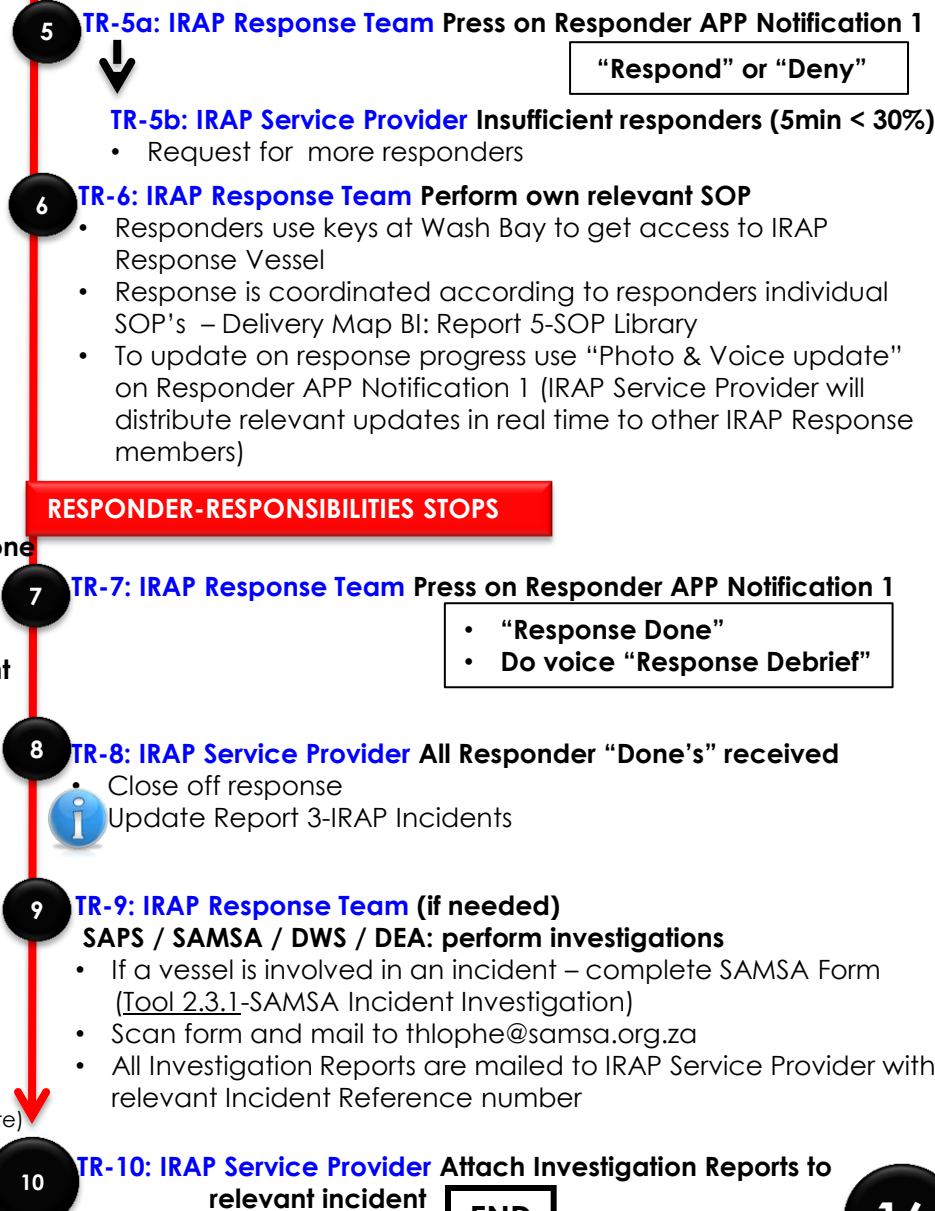 5
TR-5a: IRAP Response Team Press on Responder APP Notification 1
“Respond” or “Deny”
TR-5b: IRAP Service Provider Insufficient responders (5min < 30%)
• Request for more responders
6
TR-6: IRAP Response Team Perform own relevant SOP
• Responders use keys at Wash Bay to get access to IRAP
Response Vessel
• Response is coordinated according to responders individual
SOP's – Delivery Map BI: Report 5-SOP Library
• To update on response progress use “Photo & Voice update”
on Responder APP Notification 1 (IRAP Service Provider will
distribute relevant updates in real time to other IRAP Response
members)
RESPONDER-RESPONSIBILITIES STOPS
7
TR-7: IRAP Response Team Press on Responder APP Notification 1
• “Response Done”
• Do voice “Response Debrief”
8
TR-8: IRAP Service Provider All Responder “Done's” received
• Close off response
Update Report 3-IRAP Incidents
9
TR-9: IRAP Response Team (if needed)
SAPS / SAMSA / DWS / DEA: perform investigations
• If a vessel is involved in an incident – complete SAMSA Form
(Tool 2.3.1-SAMSA Incident Investigation)
• Scan form and mail to thlophe@samsa.org.za
• All Investigation Reports are mailed to IRAP Service Provider with
relevant Incident Reference number
10
TR-10: IRAP Service Provider Attach Investigation Reports to
relevant incident
END